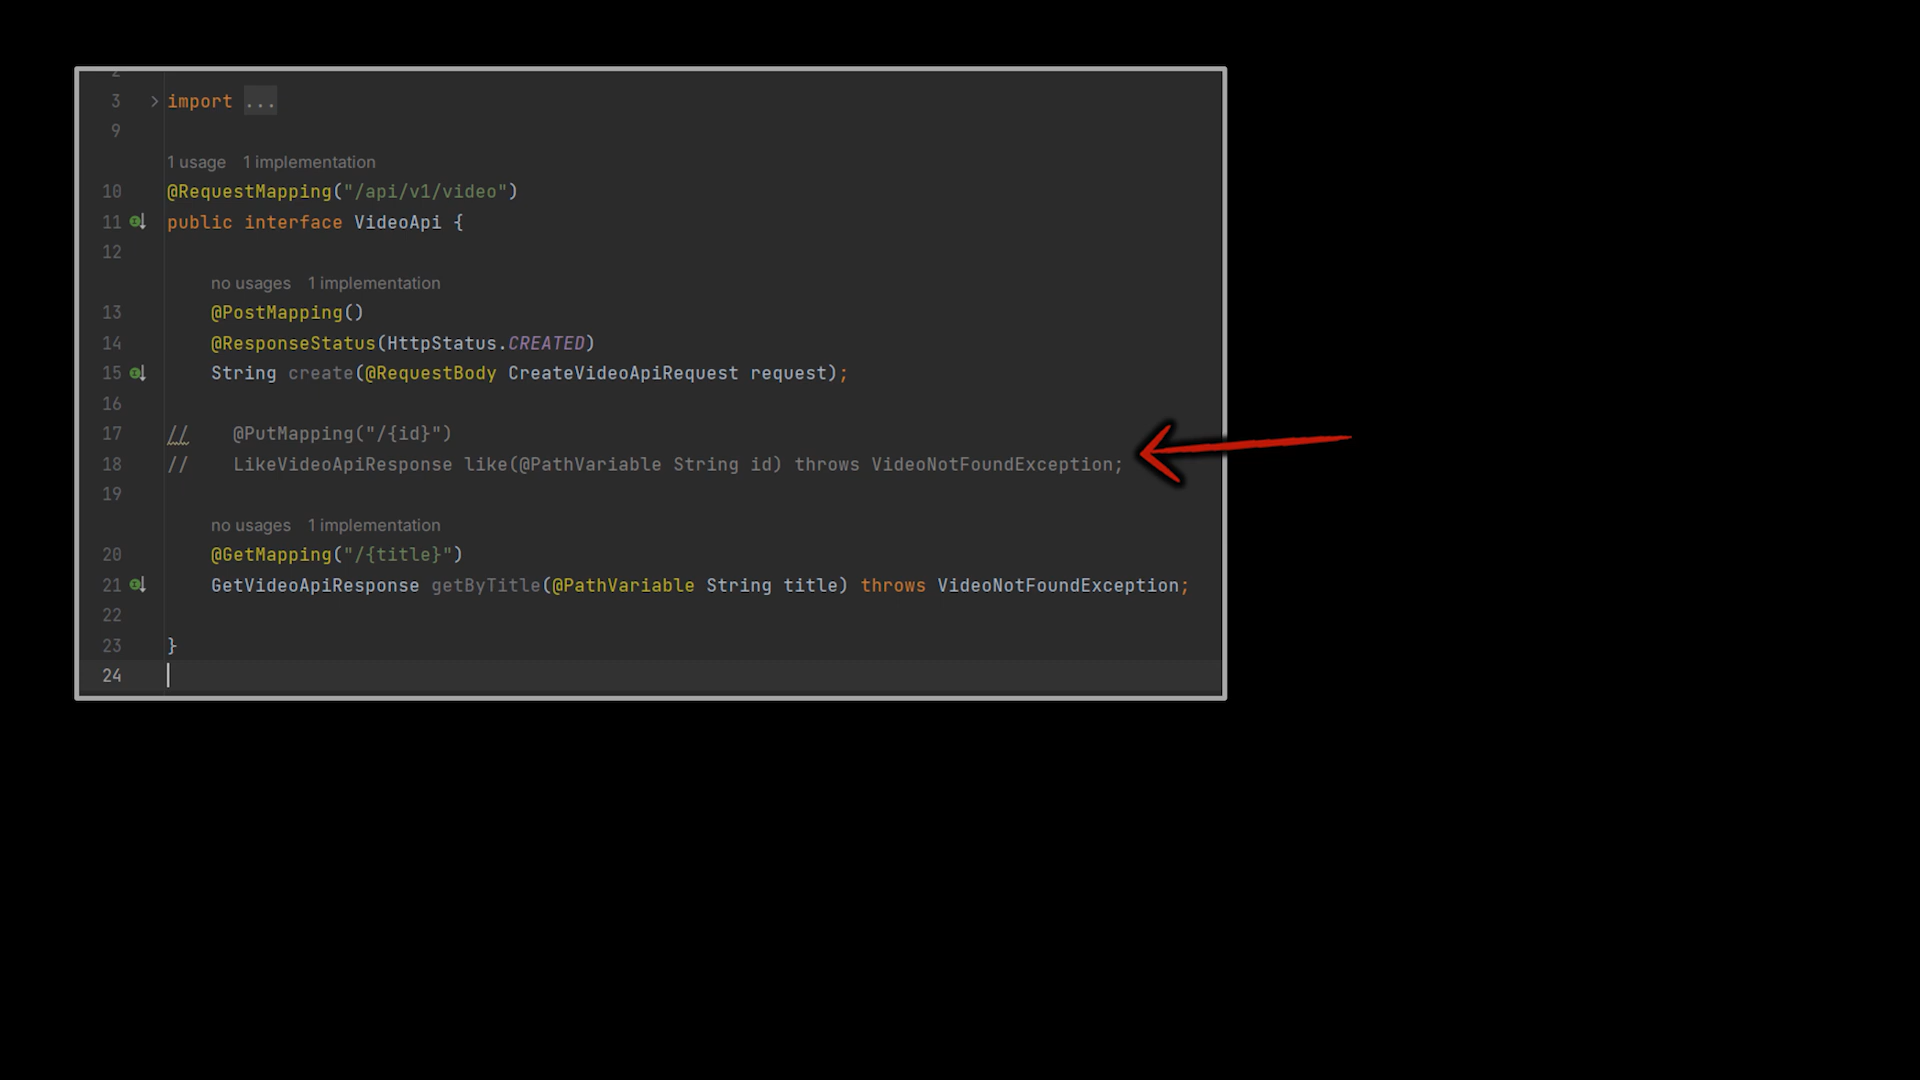 2
3 import ...
9
1 usage 1 implementation
10 @RequestMapping("/api/v1/video")
11 public interface VideoApi {
12
no usages 1 implementation
13 @PostMapping()
14 @ResponseStatus(HttpStatus.CREATED)
15 String create(@RequestBody CreateVideoApiRequest request);
16
17 // @PutMapping("/{id}")
18 // LikeVideoApiResponse like(@PathVariable String id) throws VideoNotFoundException;
19
no usages 1 implementation
20 @GetMapping("/{title}")
21 GetVideoApiResponse getByTitle(@PathVariable String title) throws VideoNotFoundException;
22
23 }
24